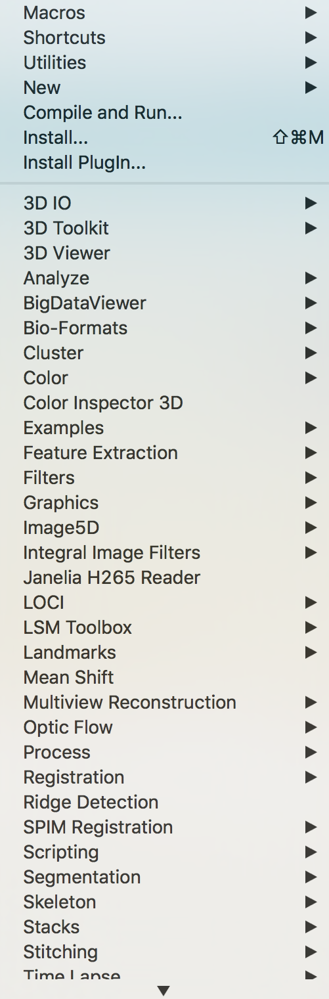 Macros
Shortcuts
Utilities
New
Compile and Run...
Install... ⇧⌘M
Install PlugIn...
3D IO
3D Toolkit
3D Viewer
Analyze
BigDataViewer
Bio-Formats
Cluster
Color
Color Inspector 3D
Examples
Feature Extraction
Filters
Graphics
Image5D
Integral Image Filters
Janelia H265 Reader
LOCI
LSM Toolbox
Landmarks
Mean Shift
Multiview Reconstruction
Optic Flow
Process
Registration
Ridge Detection
SPIM Registration
Scripting
Segmentation
Skeleton
Stacks
Stitching
Time Lapse